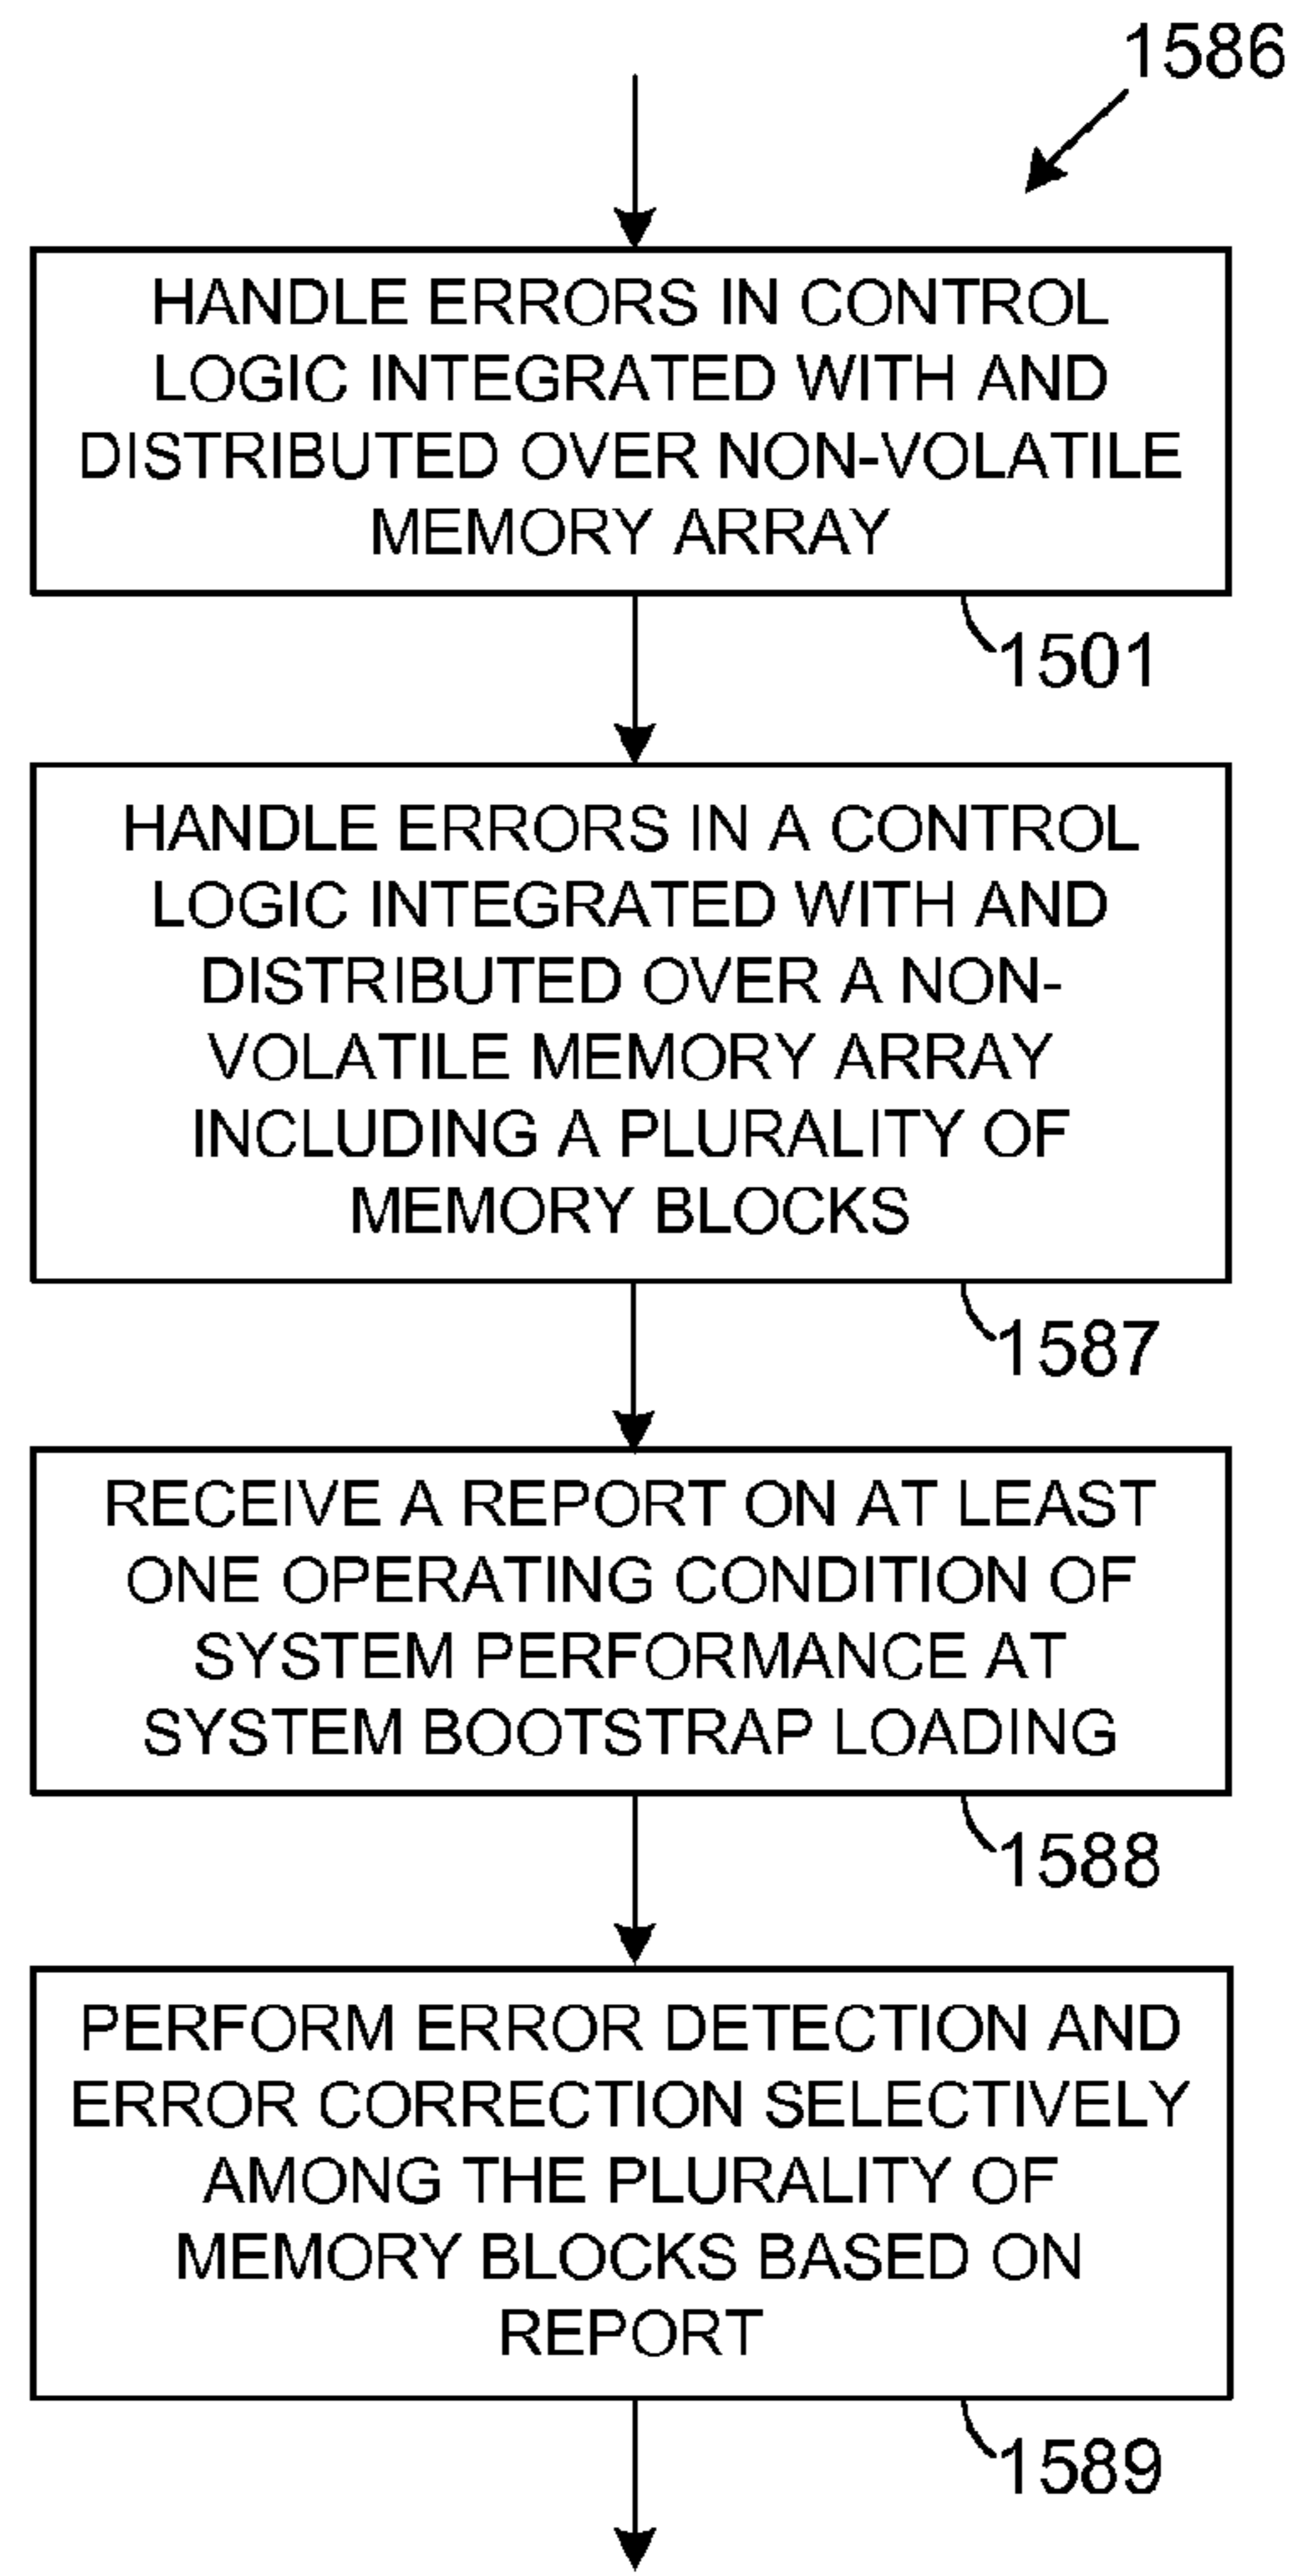 1586
HANDLE ERRORS IN CONTROL
LOGIC INTEGRATED WITH AND
DISTRIBUTED OVER NON-VOLATILE
MEMORY ARRAY
1501
HANDLE ERRORS IN A CONTROL
LOGIC INTEGRATED WITH AND
DISTRIBUTED OVER A NON-
VOLATILE MEMORY ARRAY
INCLUDING A PLURALITY OF
MEMORY BLOCKS
1587
RECEIVE A REPORT ON AT LEAST
ONE OPERATING CONDITION OF
SYSTEM PERFORMANCE AT
SYSTEM BOOTSTRAP LOADING
1588
PERFORM ERROR DETECTION AND
ERROR CORRECTION SELECTIVELY
AMONG THE PLURALITY OF
MEMORY BLOCKS BASED ON
REPORT
1589